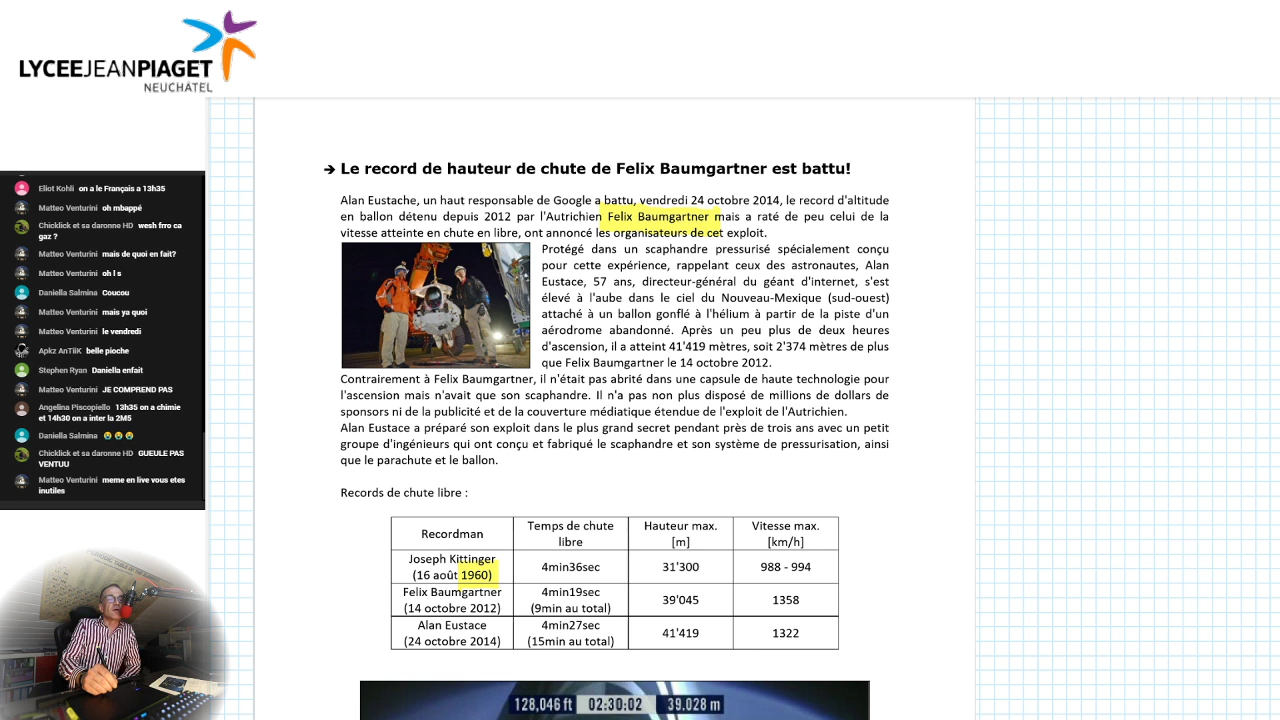 LYCEEJEANPIAGET
NEUCHÂTEL
Eliot Kohli on a le Français a 13h35
Matteo Venturini oh mbappé
Chicklick et sa daronne HD wesh frro ca
gaz ?
Matteo Venturini mais de quoi en fait?
Matteo Venturini oh l s
Daniella Salmina Coucou
Matteo Venturini mais ya quoi
Matteo Venturini le vendredi
Apkz AnTiiK belle pioche
Stephen Ryan Daniella enfait
Matteo Venturini JE COMPREND PAS
Angelina Piscopiello 13h35 on a chimie
et 14h30 on a inter la 2M5
Daniella Salmina 😭 😭 😭
Chicklick et sa daronne HD GUEULE PAS
VENTUU
Matteo Venturini meme en live vous etes
inutiles
➔ Le record de hauteur de chute de Felix Baumgartner est battu!
Alan Eustache, un haut responsable de Google a battu, vendredi 24 octobre 2014, le record d'altitude
en ballon détenu depuis 2012 par l'Autrichien Felix Baumgartner mais a raté de peu celui de la
vitesse atteinte en chute en libre, ont annoncé les organisateurs de cet exploit.
Protégé dans un scaphandre pressurisé spécialement conçu
pour cette expérience, rappelant ceux des astronautes, Alan
Eustace, 57 ans, directeur-général du géant d'internet, s'est
élevé à l'aube dans le ciel du Nouveau-Mexique (sud-ouest)
attaché à un ballon gonflé à l'hélium à partir de la piste d'un
aérodrome abandonné. Après un peu plus de deux heures
d'ascension, il a atteint 41'419 mètres, soit 2'374 mètres de plus
que Felix Baumgartner le 14 octobre 2012.
Contrairement à Felix Baumgartner, il n'était pas abrité dans une capsule de haute technologie pour
l'ascension mais n'avait que son scaphandre. Il n'a pas non plus disposé de millions de dollars de
sponsors ni de la publicité et de la couverture médiatique étendue de l'exploit de l'Autrichien.
Alan Eustace a préparé son exploit dans le plus grand secret pendant près de trois ans avec un petit
groupe d'ingénieurs qui ont conçu et fabriqué le scaphandre et son système de pressurisation, ainsi
que le parachute et le ballon.
Records de chute libre :
Recordman
Temps de chute
libre
Hauteur max.
[m]
Vitesse max.
[km/h]
Joseph Kittinger
(16 août 1960)
4min36sec
31'300
988 - 994
Felix Baumgartner
(14 octobre 2012)
4min19sec
(9min au total)
39'045
1358
Alan Eustace
(24 octobre 2014)
4min27sec
(15min au total)
41'419
1322
128,046 ft 02:30:02 39.028 m